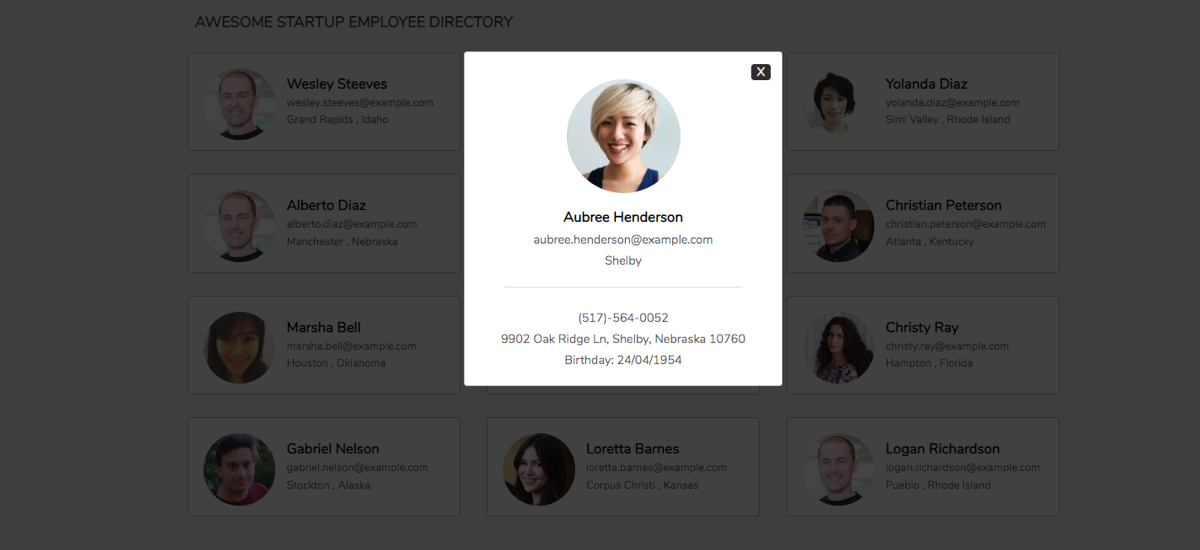 AWESOME STARTUP EMPLOYEE DIRECTORY
Wesley Steeves
wesley.steeves@example.com
Grand Rapids , Idaho
X
Aubree Henderson
aubree.henderson@example.com
Shelby
(517)-564-0052
9902 Oak Ridge Ln, Shelby, Nebraska 10760
Birthday: 24/04/1954
Yolanda Diaz
yolanda.diaz@example.com
Simi Valley , Rhode Island
Alberto Diaz
alberto.diaz@example.com
Manchester , Nebraska
Christian Peterson
christian.peterson@example.com
Atlanta , Kentucky
Marsha Bell
marsha.bell@example.com
Houston , Oklahoma
Christy Ray
christy.ray@example.com
Hampton , Florida
Gabriel Nelson
gabriel.nelson@example.com
Stockton , Alaska
Loretta Barnes
loretta.barnes@example.com
Corpus Christi , Kansas
Logan Richardson
logan.richardson@example.com
Pueblo , Rhode Island